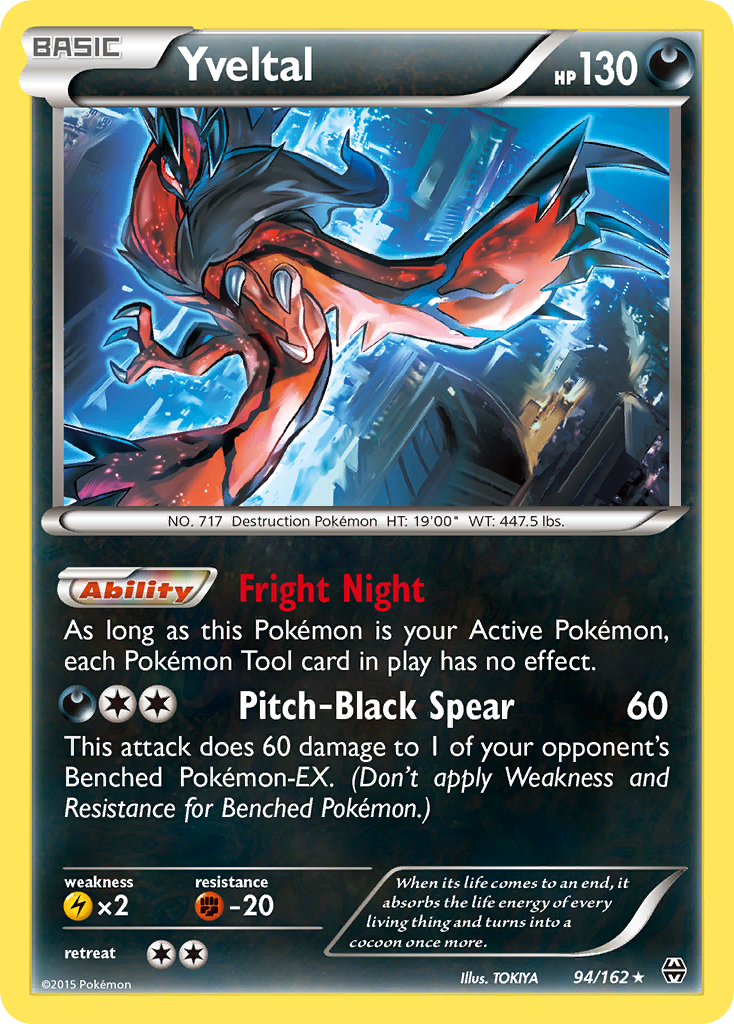 BASIC
Yveltal
HP 130
NO. 717 Destruction Pokémon HT: 19'00" WT: 447.5 lbs.
Ability Fright Night
As long as this Pokémon is your Active Pokémon,
each Pokémon Tool card in play has no effect.
Pitch-Black Spear 60
This attack does 60 damage to 1 of your opponent's
Benched Pokémon-EX. (Don't apply Weakness and
Resistance for Benched Pokémon.)
weakness
×2
resistance
-20
retreat
When its life comes to an end, it
absorbs the life energy of every
living thing and turns into a
cocoon once more.
©2015 Pokémon
Illus. TOKIYA
94/162 ★